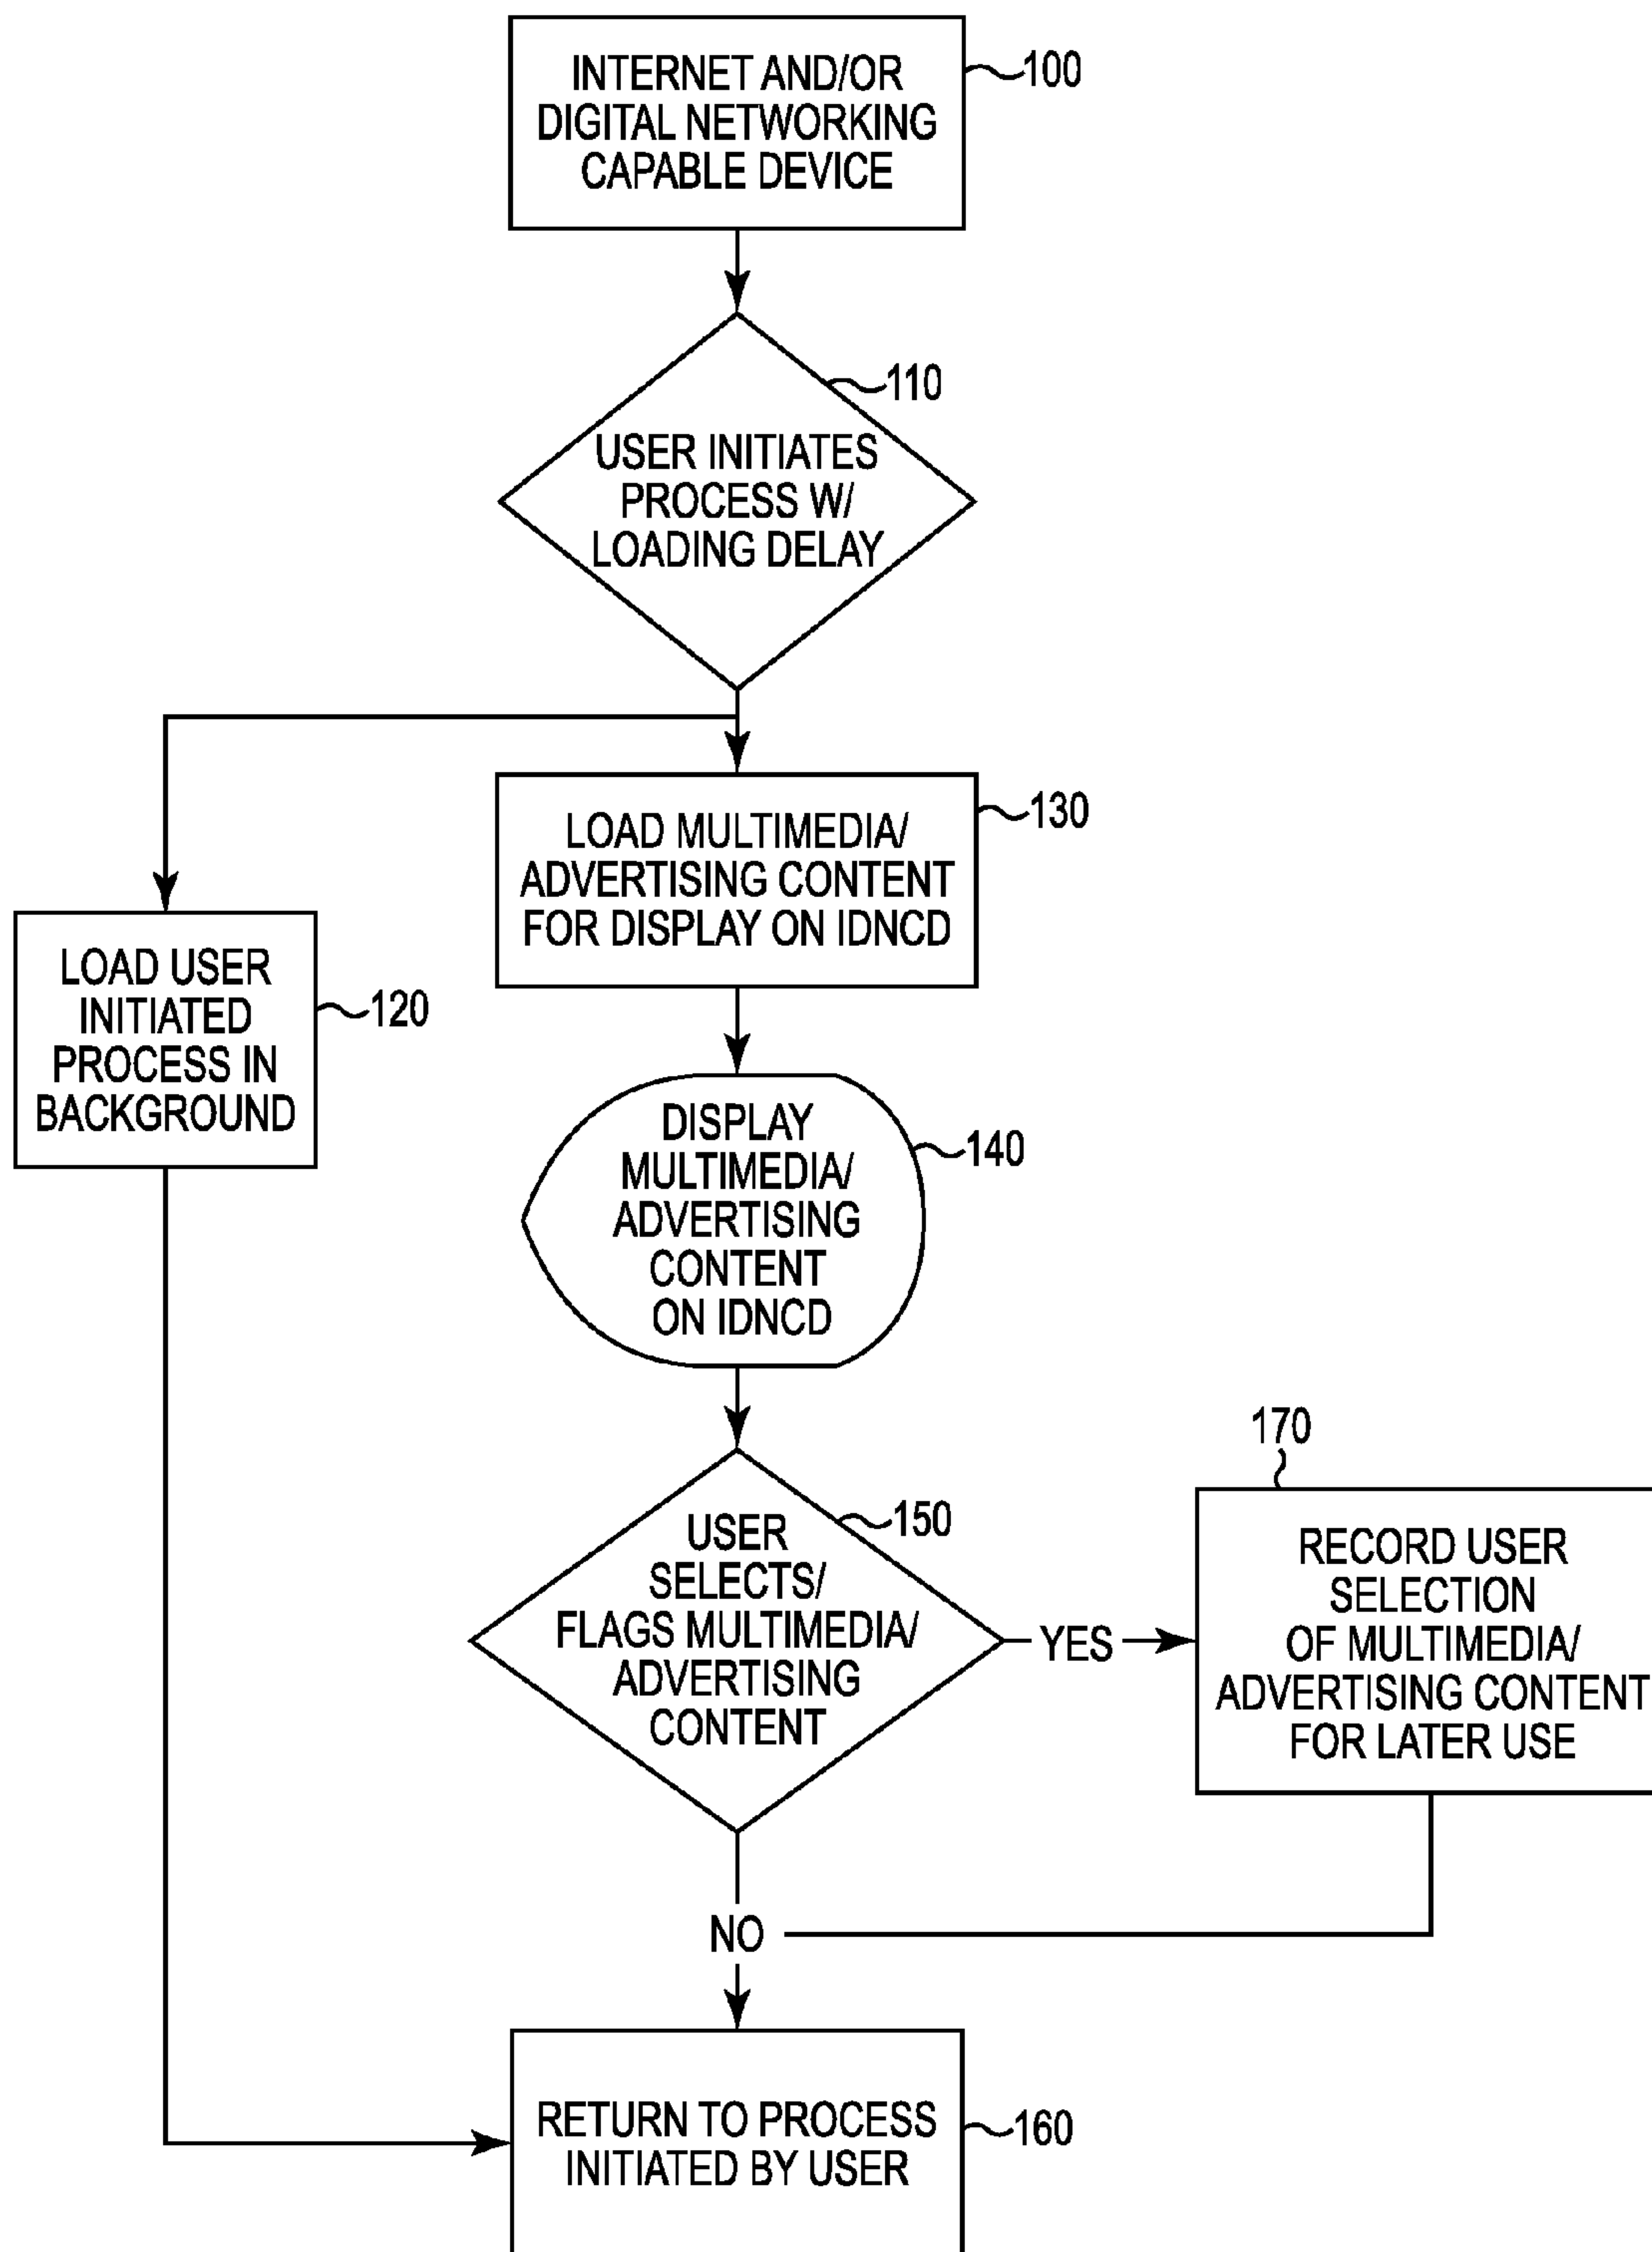 INTERNET AND/OR
DIGITAL NETWORKING
CAPABLE DEVICE
100
110
USER INITIATES
PROCESS W/
LOADING DELAY
130
LOAD MULTIMEDIA/
ADVERTISING CONTENT
FOR DISPLAY ON IDNCD
LOAD USER
INITIATED
PROCESS IN
BACKGROUND
120
DISPLAY
MULTIMEDIA/
ADVERTISING
CONTENT
ON IDNCD
140
150
USER
SELECTS/
FLAGS MULTIMEDIA/
ADVERTISING
CONTENT
YES
170
RECORD USER
SELECTION
OF MULTIMEDIA/
ADVERTISING CONTENT
FOR LATER USE
NO
RETURN TO PROCESS
INITIATED BY USER
160